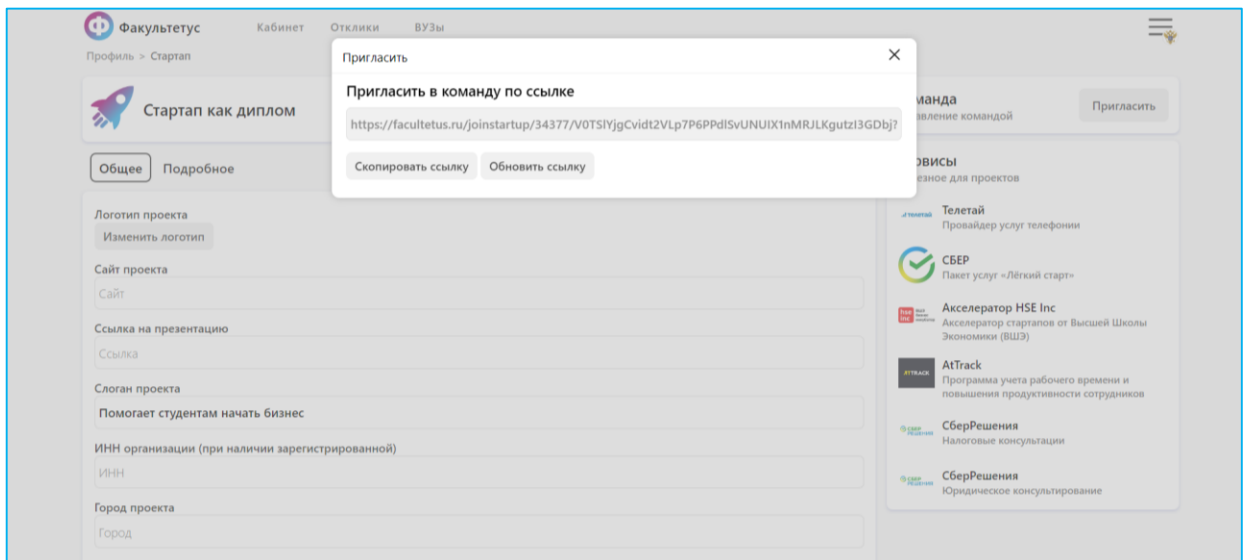 Факультетус
Кабинет
Отклики
ВУЗы
Профиль > Стартап
Пригласить
Пригласить в команду по ссылке
https://facultetus.ru/joinstartup/34377/
Скопировать ссылку
Обновить ссылку
Стартап как диплом
манда
авление командой
Пригласить
Общее
Подробное
рвисы
езное для проектов
Логотип проекта
Изменить логотип
Сайт проекта
Сайт
Ссылка на презентацию
Ссылка
Слоган проекта
Помогает студентам начать бизнес
ИНН организации (при наличии зарегистрированной)
ИНН
Город проекта
Город
Телетай
Провайдер услуг телефонии
СБЕР
Пакет услуг «Лёгкий старт»
hse inc
Акселератор HSE Inc
Акселератор стартапов от Высшей Школы
Экономики (ВШЭ)
ATTRACK
AtTrack
Программа учета рабочего времени и
повышения продуктивности сотрудников
СберРешения
Налоговые консультации
СберРешения
Юридическое консультирование